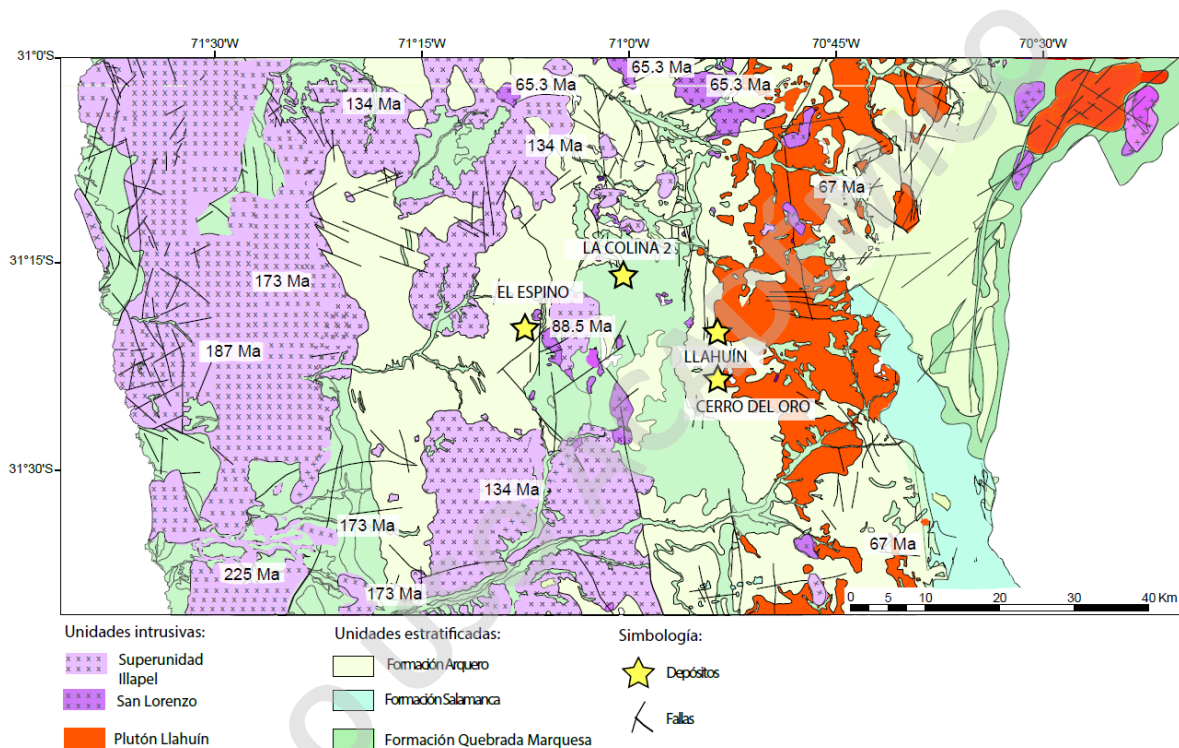 71°30'W
71°15'W
71°0'W
70°45'W
70°30'W
31°0'S
65.3 Ma
65.3 Ma
65.3 Ma
134 Ma
134 Ma
67 Ma
LA COLINA 2
31°15'S
173 Ma
EL ESPINO
88.5 Ma
187 Ma
LLAHUÍN
CERRO DEL ORO
31°30'S
134 Ma
173 Ma
67 Ma
225 Ma
173 Ma
0 5 10 20 30 40 Km
Unidades intrusivas:
Superunidad
Illapel
San Lorenzo
Plutón Llahuín
Unidades estratificadas:
Formación Arquero
Formación Salamanca
Formación Quebrada Marquesa
Simbología:
Depósitos
Fallas
USO ACADÉMICO